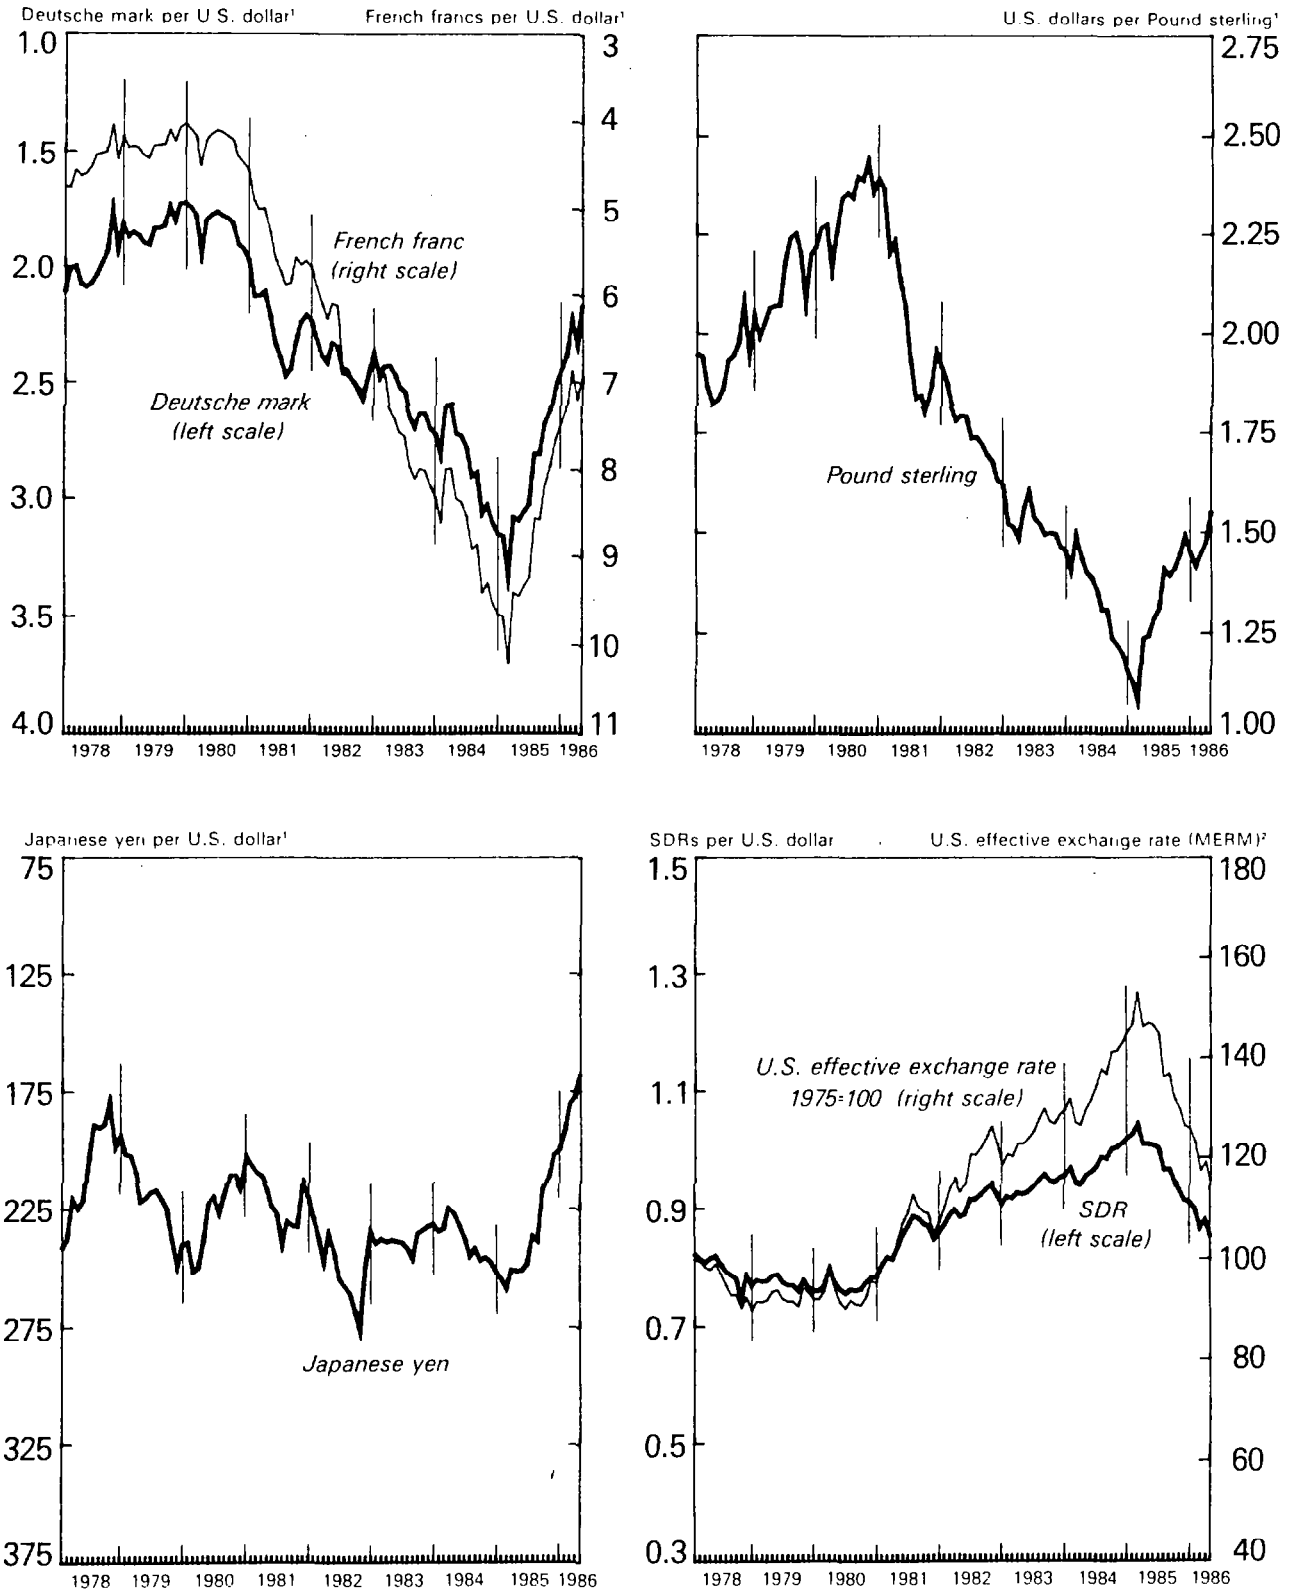 Deutsche mark per U.S. dollar¹ French francs per U.S. dollar¹
1.0 3
4
1.5
5
French franc
(right scale)
2.0
6
2.5 7
Deutsche mark
(left scale)
8
3.0
9
3.5
10
4.0 11
1978 1979 1980 1981 1982 1983 1984 1985 1986
U.S. dollars per Pound sterling¹
2.75
2.50
2.25
2.00
1.75
Pound sterling
1.50
1.25
1.00
1978 1979 1980 1981 1982 1983 1984 1985 1986
Japanese yen per U.S. dollar¹
75
125
175
225
275
Japanese yen
325
375
1978 1979 1980 1981 1982 1983 1984 1985 1986
SDRs per U.S. dollar U.S. effective exchange rate (MERM)²
1.5 180
160
1.3
140
U.S. effective exchange rate
1975=100 (right scale)
1.1
120
0.9
SDR
(left scale)
100
0.7
80
0.5
60
0.3 40
1978 1979 1980 1981 1982 1983 1984 1985 1986